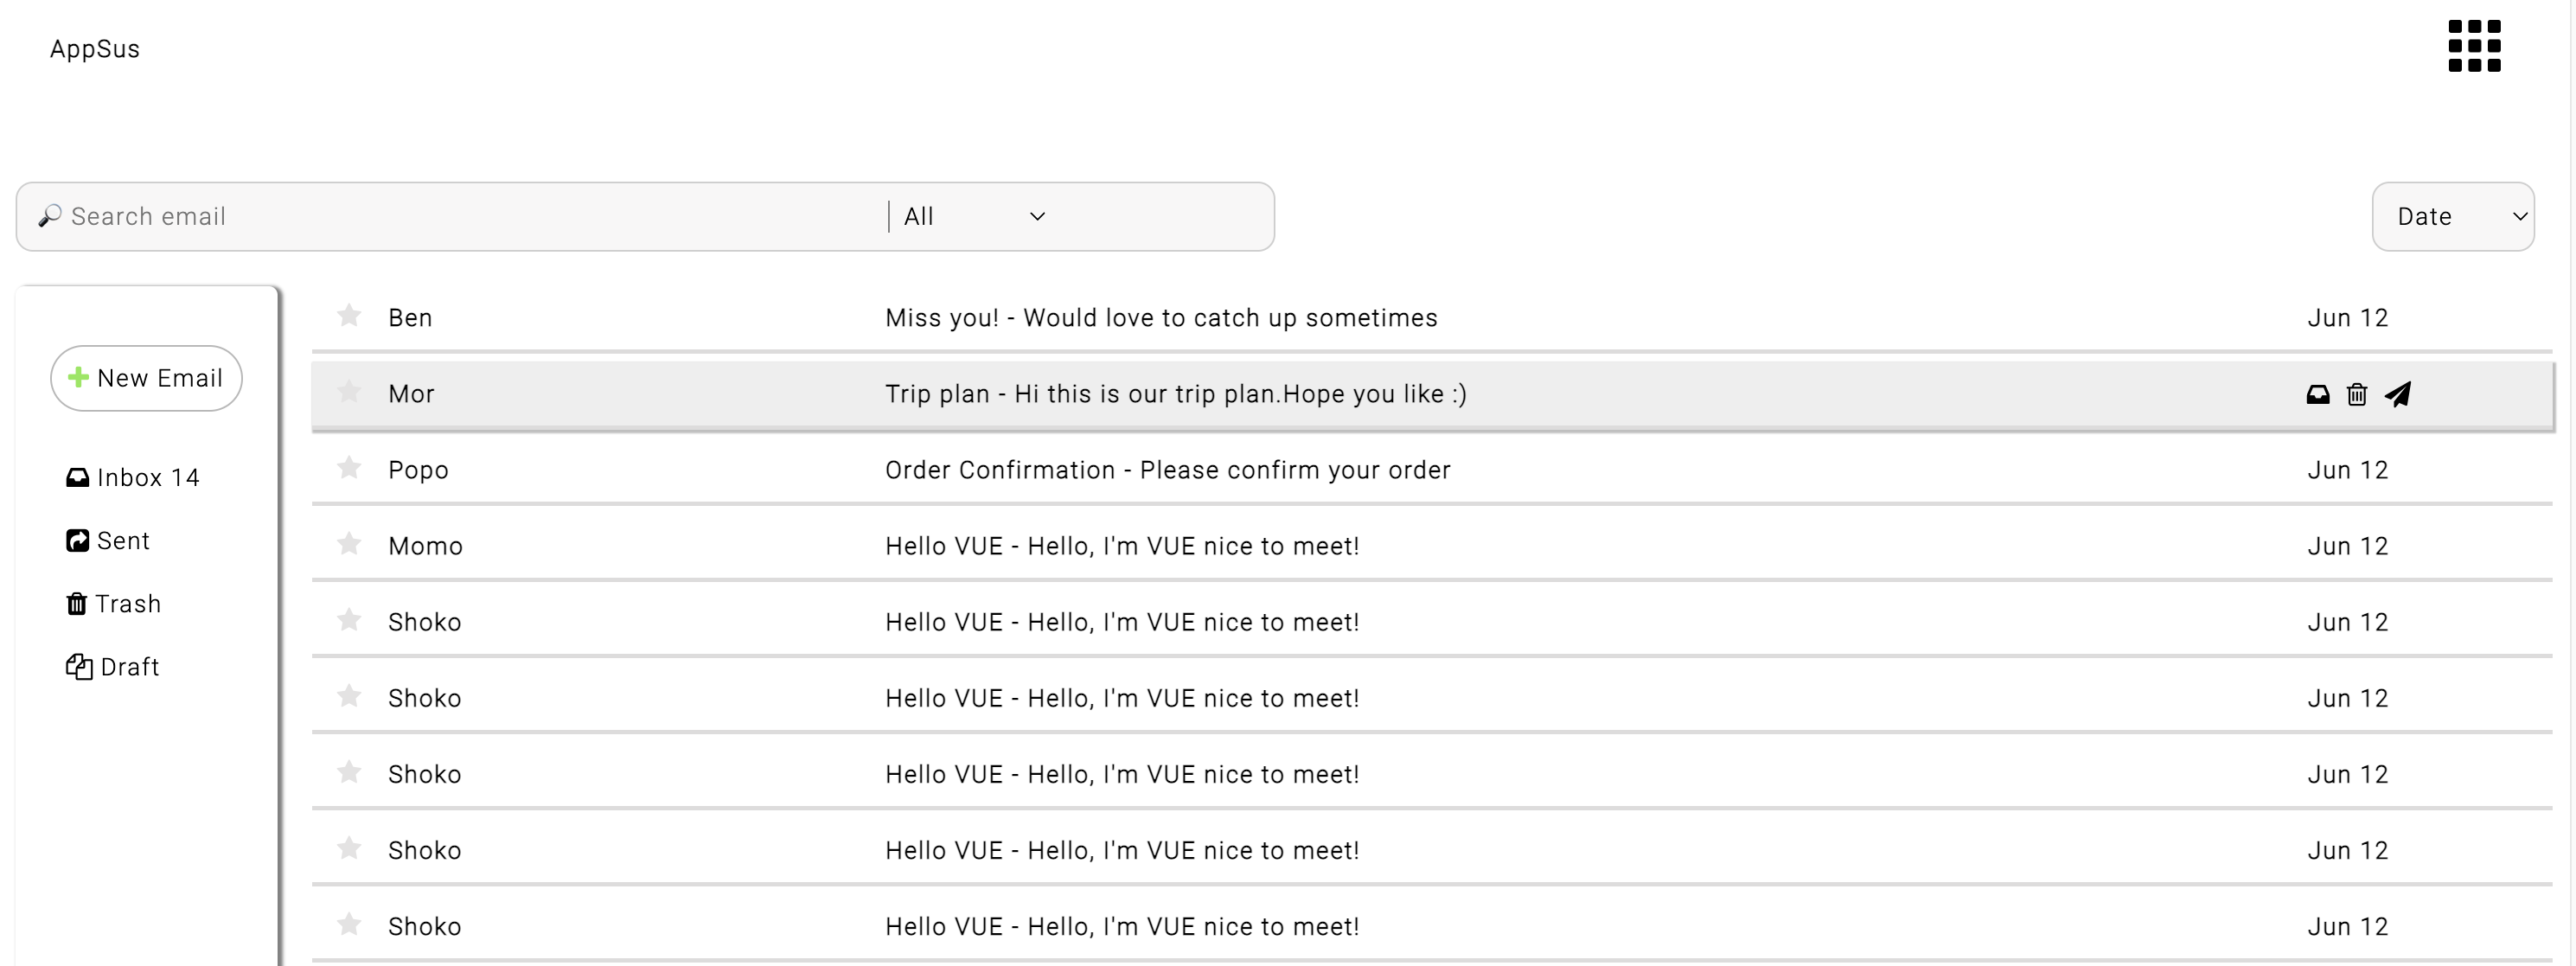 AppSus
Search email | All
Date
New Email
Inbox 14
Sent
Trash
Draft
Ben Miss you! - Would love to catch up sometimes Jun 12
Mor Trip plan - Hi this is our trip plan.Hope you like :)
Popo Order Confirmation - Please confirm your order Jun 12
Momo Hello VUE - Hello, I'm VUE nice to meet! Jun 12
Shoko Hello VUE - Hello, I'm VUE nice to meet! Jun 12
Shoko Hello VUE - Hello, I'm VUE nice to meet! Jun 12
Shoko Hello VUE - Hello, I'm VUE nice to meet! Jun 12
Shoko Hello VUE - Hello, I'm VUE nice to meet! Jun 12
Shoko Hello VUE - Hello, I'm VUE nice to meet! Jun 12